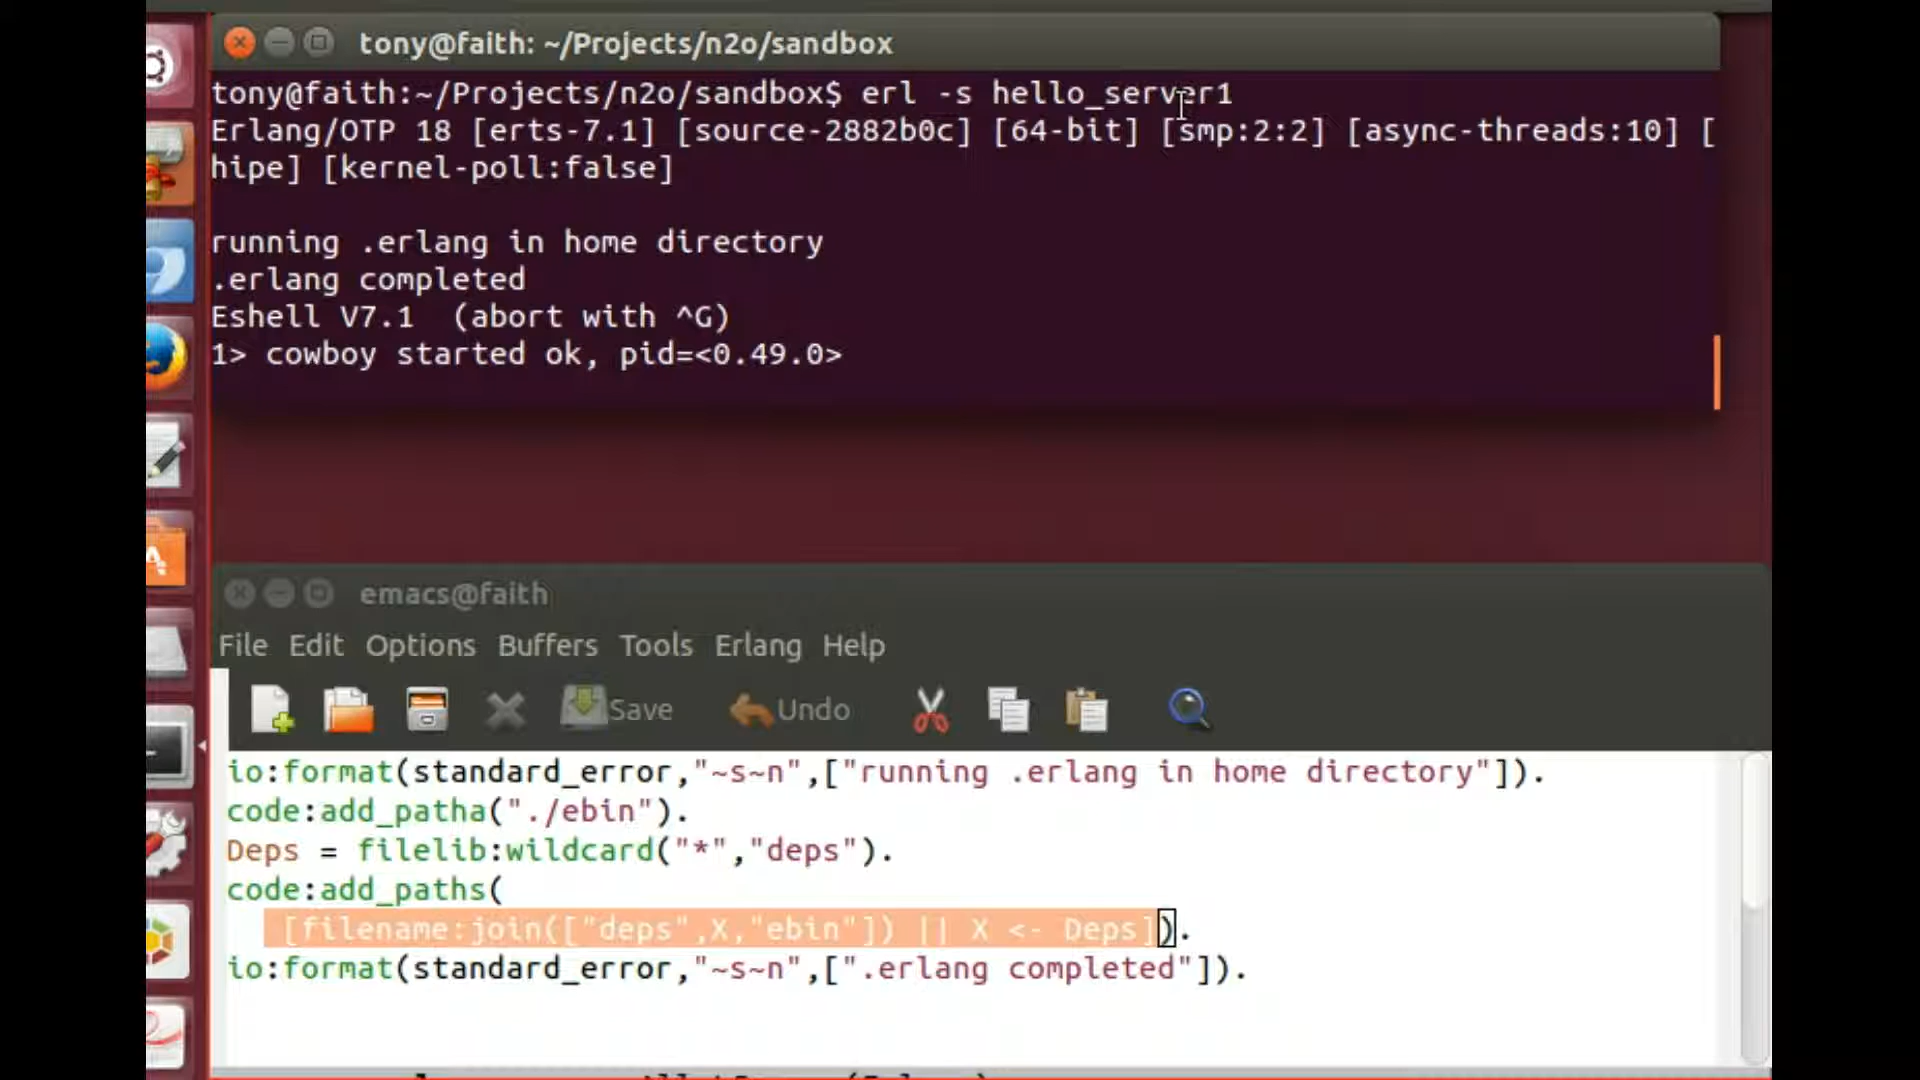 tony@faith: ~/Projects/n2o/sandbox
tony@faith:~/Projects/n2o/sandbox$ erl -s hello_server1
Erlang/OTP 18 [erts-7.1] [source-2882b0c] [64-bit] [smp:2:2] [async-threads:10] [
hipe] [kernel-poll:false]
running .erlang in home directory
.erlang completed
Eshell V7.1  (abort with ^G)
1> cowboy started ok, pid=<0.49.0>
emacs@faith
File Edit Options Buffers Tools Erlang Help
Save Undo
io:format(standard_error,"~s~n",["running .erlang in home directory"]).
code:add_patha("./ebin").
Deps = filelib:wildcard("*","deps").
code:add_paths(
[filename:join(["deps",X,"ebin"]) || X <- Deps]).
io:format(standard_error,"~s~n",[".erlang completed"]).